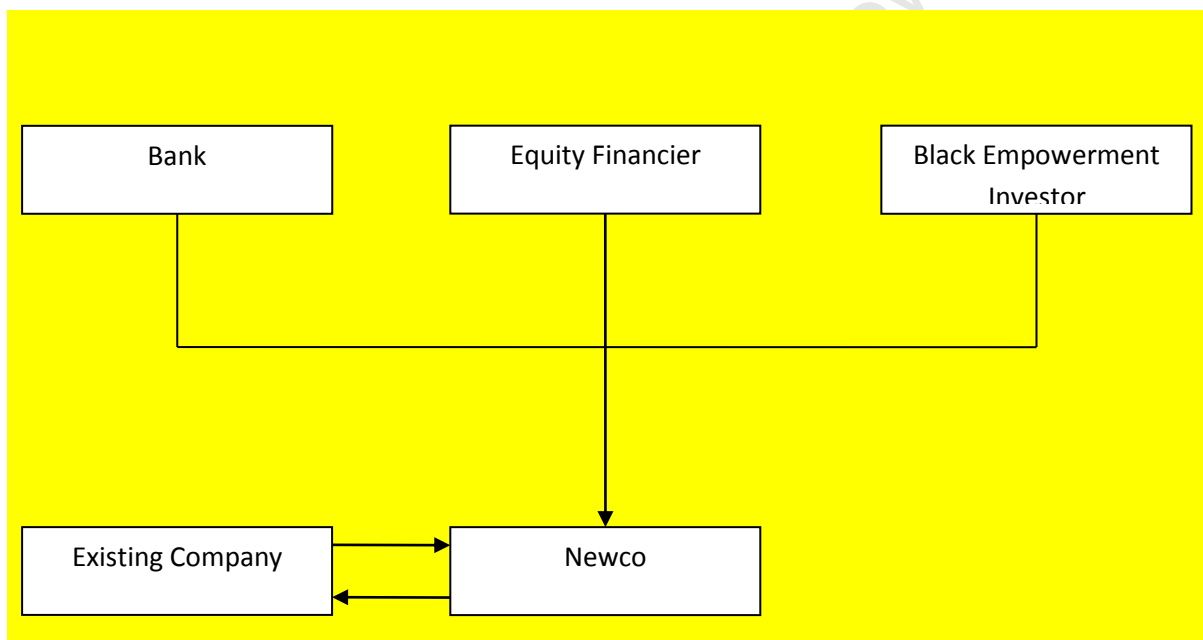 Bank
Equity Financier
Black Empowerment
Investor
Existing Company
Newco